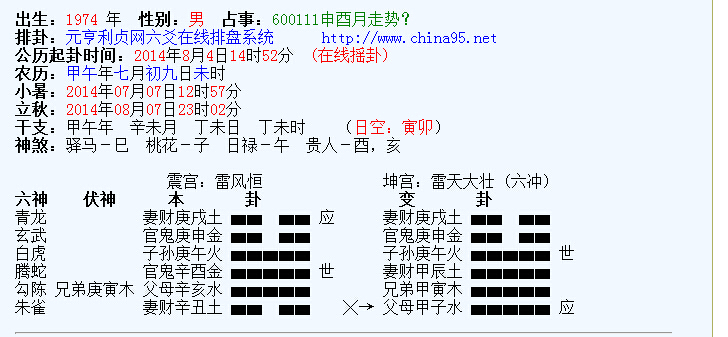 出生：1974 年　性别：男　占事：600111申酉月走势？
排卦：元亨利贞网六爻在线排盘系统　　http://www.china95.net
公历起卦时间：2014年8月4日14时52分　（在线摇卦）
农历：甲午年七月初九日未时
小暑：2014年07月07日12时57分
立秋：2014年08月07日23时02分
干支：甲午年　辛未月　丁未日　丁未时　　（日空：寅卯）
神煞：驿马－巳　桃花－子　日禄－午　贵人－酉，亥
震宫：雷风恒　　坤宫：雷天大壮（六冲）
六神　伏神　本　卦　变　卦
青龙　妻财庚戌土　应　妻财庚戌土
玄武　官鬼庚申金　官鬼庚申金
白虎　子孙庚午火　子孙庚午火　世
腾蛇　官鬼辛酉金　世　妻财甲辰土
勾陈　兄弟庚寅木　父母辛亥水　兄弟甲寅木
朱雀　妻财辛丑土　╳→　父母甲子水　应